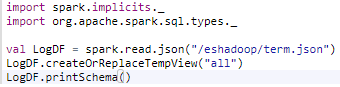 import spark.implicits._
import org.apache.spark.sql.types._
val LogDF = spark.read.json("/eshadoop/term.json")
LogDF.createOrReplaceTempView("all")
LogDF.printSchema()